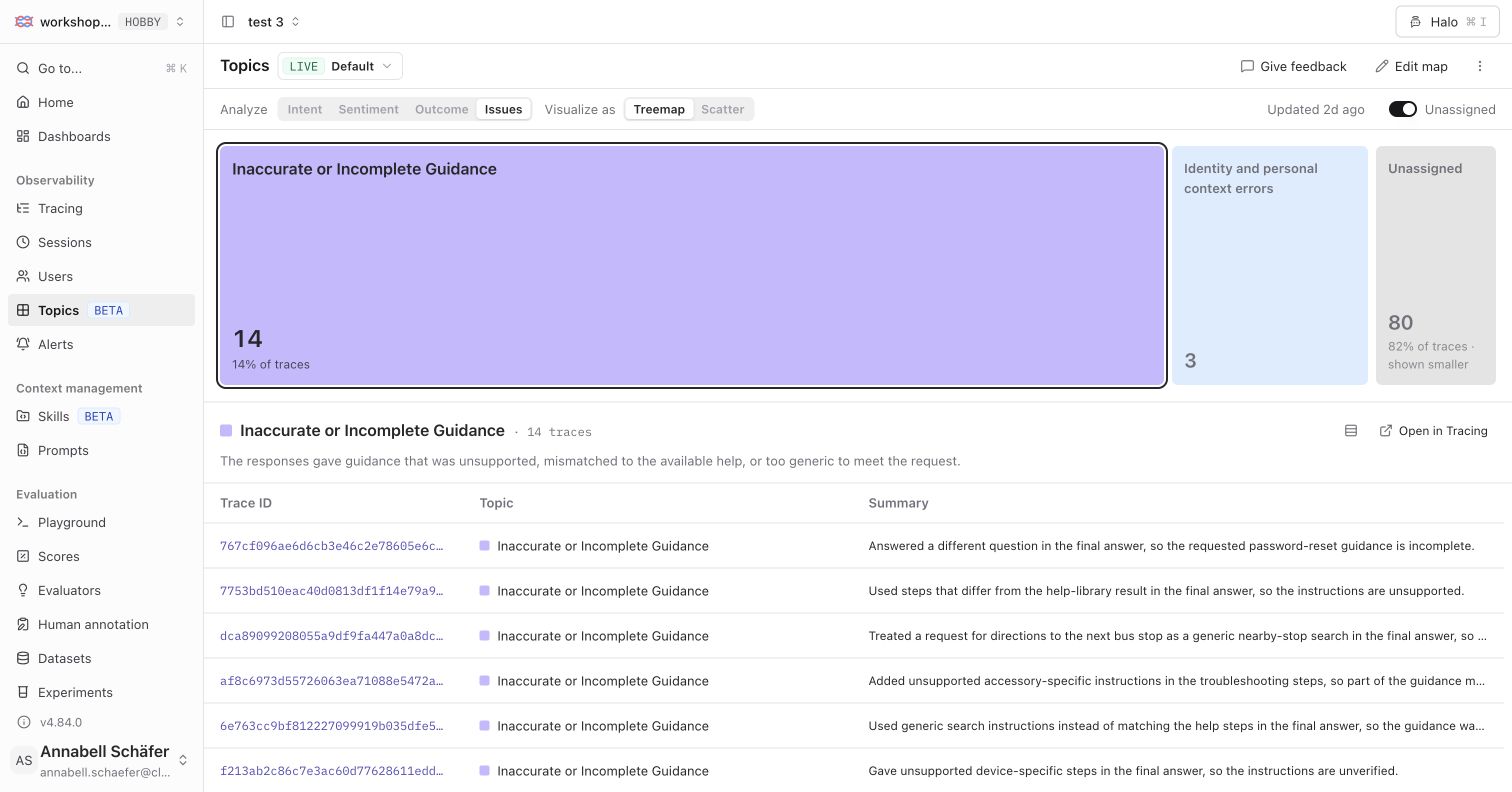 workshop... HOBBY
test 3
Halo ⌘ I
Go to... ⌘ K
Home
Dashboards
Observability
Tracing
Sessions
Users
Topics BETA
Alerts
Context management
Skills BETA
Prompts
Evaluation
Playground
Scores
Evaluators
Human annotation
Datasets
Experiments
v4.84.0
AS Annabell Schäfer
annabell.schaefer@cl...
Topics LIVE Default
Give feedback
Edit map
Analyze Intent Sentiment Outcome Issues Visualize as Treemap Scatter
Updated 2d ago Unassigned
Inaccurate or Incomplete Guidance
14
14% of traces
Identity and personal
context errors
3
Unassigned
80
82% of traces ·
shown smaller
Inaccurate or Incomplete Guidance · 14 traces
Open in Tracing
The responses gave guidance that was unsupported, mismatched to the available help, or too generic to meet the request.
Trace ID Topic Summary
767cf096ae6d6cb3e46c2e78605e6c… Inaccurate or Incomplete Guidance Answered a different question in the final answer, so the requested password-reset guidance is incomplete.
7753bd510eac40d0813df1f14e79a9… Inaccurate or Incomplete Guidance Used steps that differ from the help-library result in the final answer, so the instructions are unsupported.
dca89099208055a9df9fa447a0a8dc… Inaccurate or Incomplete Guidance Treated a request for directions to the next bus stop as a generic nearby-stop search in the final answer, so ...
af8c6973d55726063ea71088e5472a… Inaccurate or Incomplete Guidance Added unsupported accessory-specific instructions in the troubleshooting steps, so part of the guidance m...
6e763cc9bf812227099919b035dfe5… Inaccurate or Incomplete Guidance Used generic search instructions instead of matching the help steps in the final answer, so the guidance wa...
f213ab2c86c7e3ac60d77628611edd… Inaccurate or Incomplete Guidance Gave unsupported device-specific steps in the final answer, so the instructions are unverified.